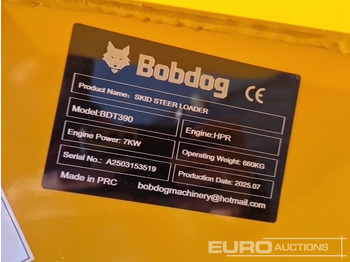 Bobdog CE
Product Name: SKID STEER LOADER
Model:BDT390
Engine:HPR
Engine Power: 7KW
Operating Weight: 660KG
Serial No.: A2503153519
Production Date: 2025.07
Made in PRC
bobdogmachinery@hotmail.com
EURO AUCTIONS